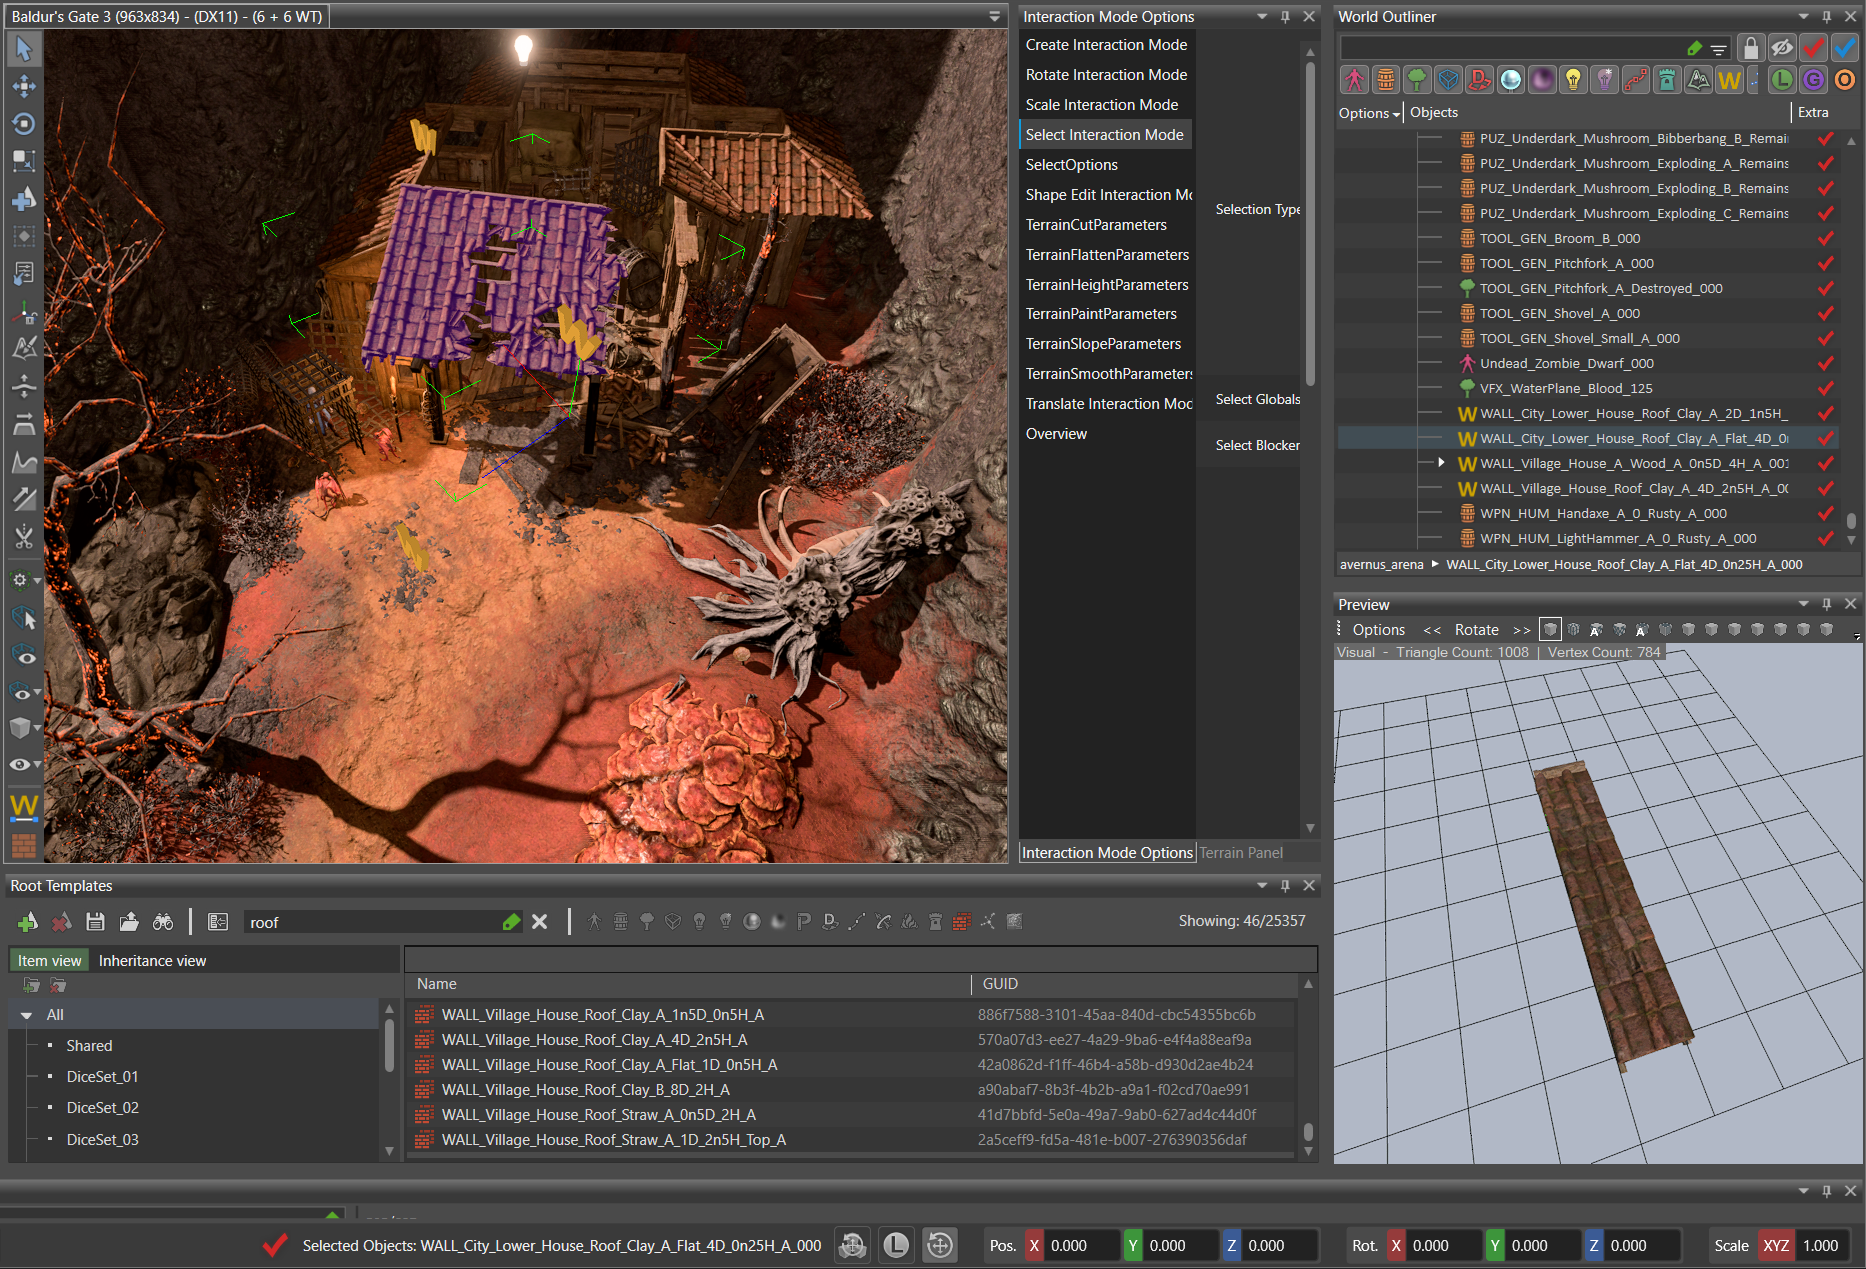 Baldur's Gate 3 (963x834) - (DX11) - (6 + 6 WT)
Interaction Mode Options
Create Interaction Mode
Rotate Interaction Mode
Scale Interaction Mode
Select Interaction Mode
SelectOptions
Shape Edit Interaction Mo
TerrainCutParameters
TerrainFlattenParameters
TerrainHeightParameters
TerrainPaintParameters
TerrainSlopeParameters
TerrainSmoothParameters
Translate Interaction Mod
Overview
Selection Type
Select Globals
Select Blocker
Interaction Mode Options
Terrain Panel
World Outliner
W L G O
Options Objects Extra
PUZ_Underdark_Mushroom_Bibberbang_B_Remai
PUZ_Underdark_Mushroom_Exploding_A_Remains
PUZ_Underdark_Mushroom_Exploding_B_Remains
PUZ_Underdark_Mushroom_Exploding_C_Remains
TOOL_GEN_Broom_B_000
TOOL_GEN_Pitchfork_A_000
TOOL_GEN_Pitchfork_A_Destroyed_000
TOOL_GEN_Shovel_A_000
TOOL_GEN_Shovel_Small_A_000
Undead_Zombie_Dwarf_000
VFX_WaterPlane_Blood_125
W WALL_City_Lower_House_Roof_Clay_A_2D_1n5H_
W WALL_City_Lower_House_Roof_Clay_A_Flat_4D_0n
W WALL_Village_House_A_Wood_A_0n5D_4H_A_001
W WALL_Village_House_Roof_Clay_A_4D_2n5H_A_00
WPN_HUM_Handaxe_A_0_Rusty_A_000
WPN_HUM_LightHammer_A_0_Rusty_A_000
avernus_arena WALL_City_Lower_House_Roof_Clay_A_Flat_4D_0n25H_A_000
Preview
Options << Rotate >> A A
Visual - Triangle Count: 1008 | Vertex Count: 784
W
Root Templates
roof
P D
Showing: 46/25357
Item view Inheritance view
All
Shared
DiceSet_01
DiceSet_02
DiceSet_03
Name GUID
WALL_Village_House_Roof_Clay_A_1n5D_0n5H_A 886f7588-3101-45aa-840d-cbc54355bc6b
WALL_Village_House_Roof_Clay_A_4D_2n5H_A 570a07d3-ee27-4a29-9ba6-e4f4a88eaf9a
WALL_Village_House_Roof_Clay_A_Flat_1D_0n5H_A 42a0862d-f1ff-46b4-a58b-d930d2ae4b24
WALL_Village_House_Roof_Clay_B_8D_2H_A a90abaf7-8b3f-4b2b-a9a1-f02cd70ae991
WALL_Village_House_Roof_Straw_A_0n5D_2H_A 41d7bbfd-5e0a-49a7-9ab0-627ad4c44d0f
WALL_Village_House_Roof_Straw_A_1D_2n5H_Top_A 2a5ceff9-fd5a-481e-b007-276390356daf
Selected Objects: WALL_City_Lower_House_Roof_Clay_A_Flat_4D_0n25H_A_000 L Pos. X 0.000 Y 0.000 Z 0.000 Rot. X 0.000 Y 0.000 Z 0.000 Scale XYZ 1.000